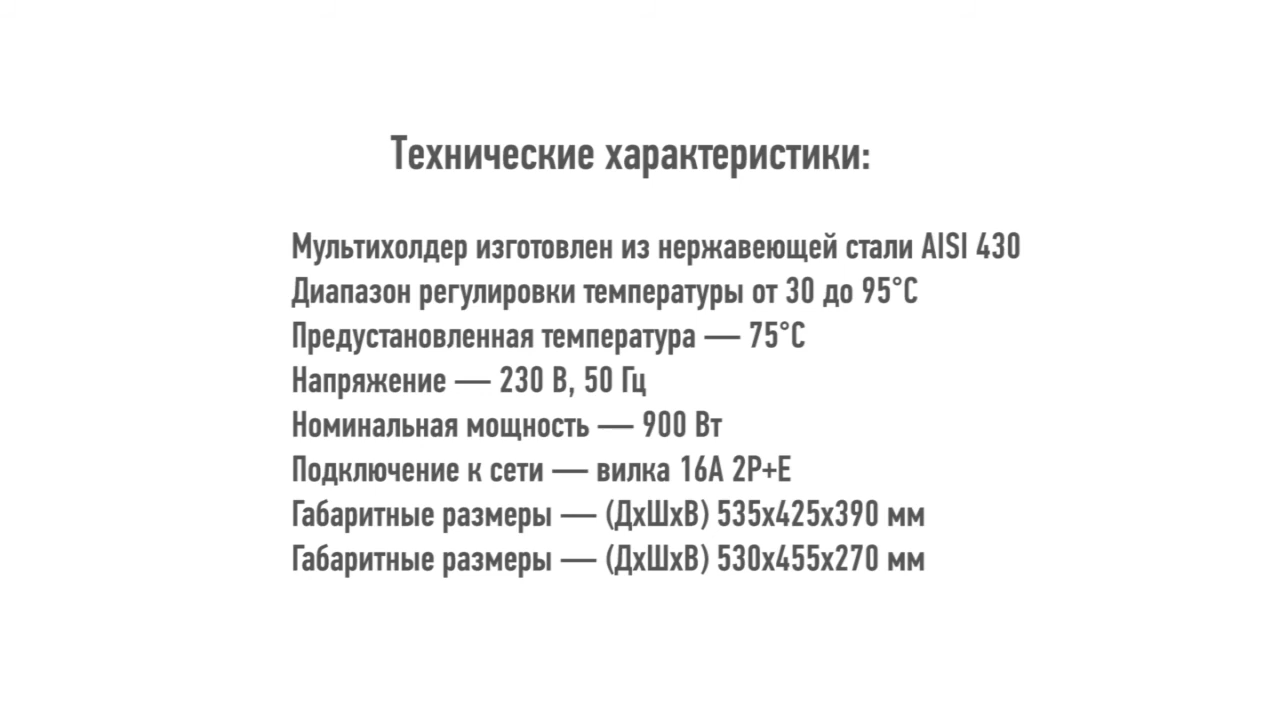 Технические характеристики:
Мультихолдер изготовлен из нержавеющей стали AISI 430
Диапазон регулировки температуры от 30 до 95°С
Предустановленная температура — 75°С
Напряжение — 230 В, 50 Гц
Номинальная мощность — 900 Вт
Подключение к сети — вилка 16А 2Р+Е
Габаритные размеры — (ДхШхВ) 535х425х390 мм
Габаритные размеры — (ДхШхВ) 530х455х270 мм